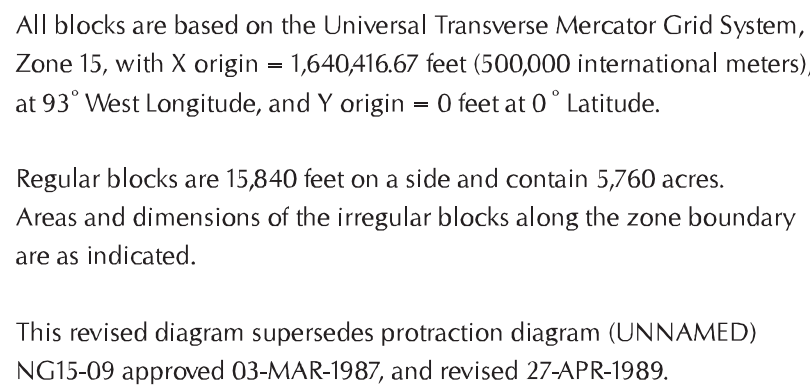 All blocks are based on the Universal Transverse Mercator Grid System,
Zone 15, with X origin = 1,640,416.67 feet (500,000 international meters),
at 93° West Longitude, and Y origin = 0 feet at 0° Latitude.
Regular blocks are 15,840 feet on a side and contain 5,760 acres.
Areas and dimensions of the irregular blocks along the zone boundary
are as indicated.
This revised diagram supersedes protraction diagram (UNNAMED)
NG15-09 approved 03-MAR-1987, and revised 27-APR-1989.